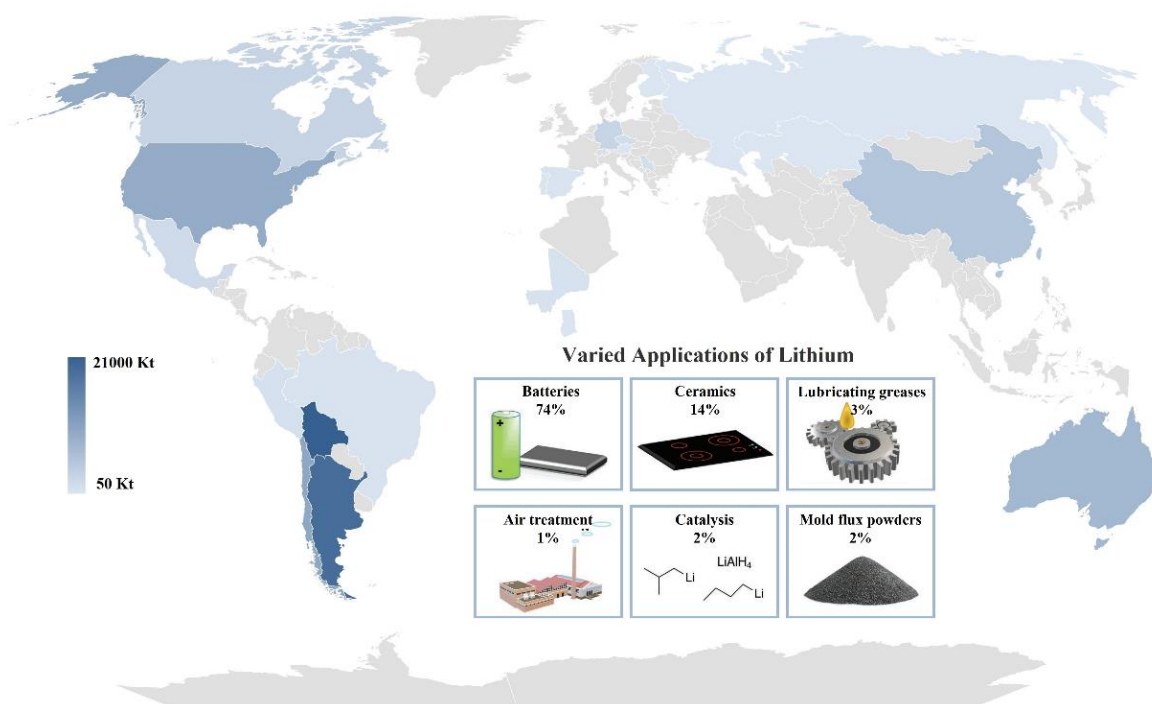 21000 Kt
50 Kt
Varied Applications of Lithium
Batteries
74%
+
-
Ceramics
14%
Lubricating greases
3%
Air treatment
1%
Catalysis
2%
LiAlH₄
Li
Li
Mold flux powders
2%